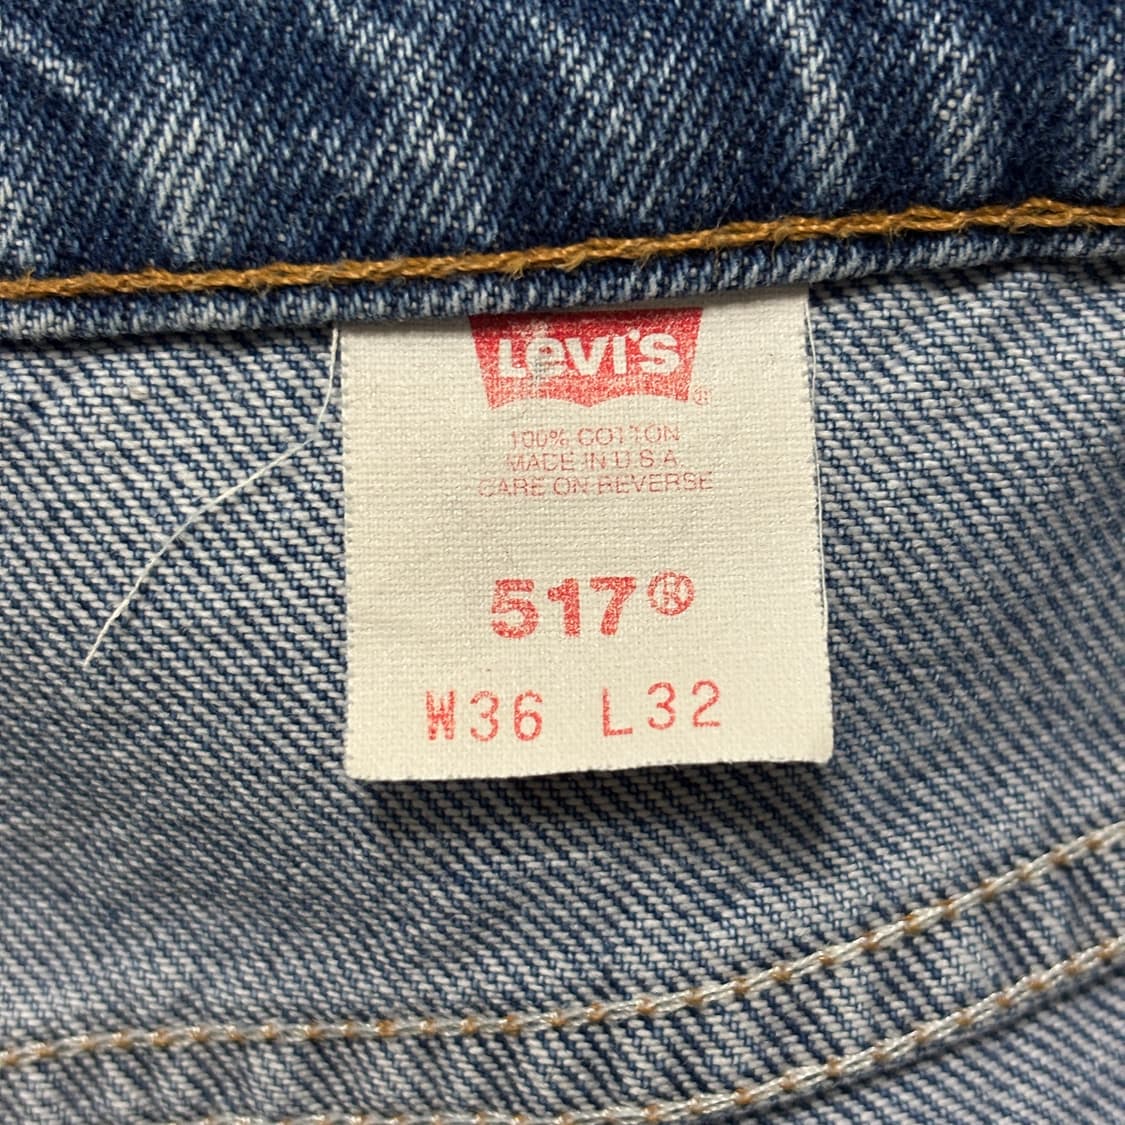 LEVI'S ®
100% COTTON
MADE IN U.S.A.
CARE ON REVERSE
517®
W36 L32